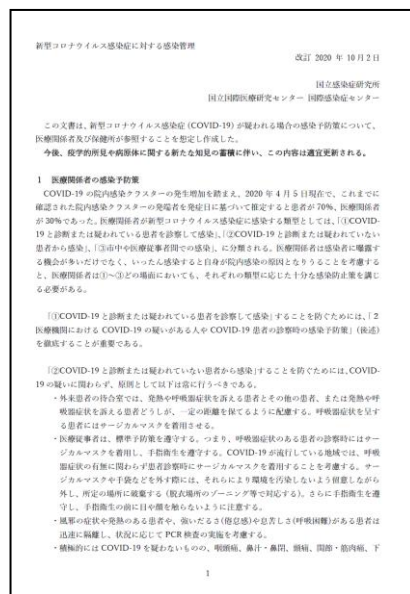 新型コロナウイルス感染症に対する感染管理
改訂 2020 年 10月2日
国立感染症研究所
国立国際医療研究センター 国際感染症センター
この文書は、新型コロナウイルス感染症 (COVID-19) が疑われる場合の感染予防策について、
医療関係者及び保健所が参照することを想定し作成した。
今後、疫学的所見や病原体に関する新たな知見の蓄積に伴い、この内容は適宜更新される。
1 医療関係者の感染予防策
COVID-19 の院内感染クラスターの発生増加を踏まえ、2020 年 4 月 5 日現在で、これまでに
確認された院内感染クラスターの発端者を発症日に基づいて推定すると患者が 70%、医療関係者
が 30%であった。医療関係者が新型コロナウイルスに感染する類型としては、「①COVID-
19 と診断または疑われている患者を診察して感染」、「②COVID-19 と診断または疑われていない
患者から感染」、「③市中や医療従事者間での感染」、に分類される。医療関係者は感染者に曝露す
る機会が多いだけでなく、いったん感染すると自身が院内感染の原因となりうることを考慮する
と、医療関係者は①~③どの場面においても、それぞれの類型に応じた十分な感染防止策を講じ
る必要がある。
「①COVID-19 と診断または疑われている患者を診察して感染」することを防ぐためには、「2
医療機関における COVID-19 の疑いがある人や COVID-19 患者の診察時の感染予防策」(後述)
を徹底することが重要である。
「②COVID-19 と診断または疑われていない患者から感染」することを防ぐためには、COVID-
19 の疑いに関わらず、原則として以下は常に行うべきである。
・外来患者の待合室では、発熱や呼吸器症状を訴える患者とその他の患者、または発熱や呼
吸器症状を訴える患者どうしが、一定の距離を保てるように配慮する。呼吸器症状を呈す
る患者にはサージカルマスクを着用させる。
・医療従事者は、標準予防策を遵守する。つまり、呼吸器症状のある患者の診察時にはサー
ジカルマスクを着用し、手指衛生を遵守する。COVID-19 が流行している地域では、呼吸
器症状の有無に関わらず患者診察時にサージカルマスクを着用することを考慮する。サー
ジカルマスクや手袋などを外す際には、それらにより環境を汚染しないよう留意しながら
外し、所定の場所に破棄する (脱衣場所のゾーニング等で対応する)。さらに手指衛生を遵
守し、手指衛生の前に目や顔を触らないように注意する。
・風邪の症状や発熱のある患者や、強いだるさ(倦怠感)や息苦しさ(呼吸困難)がある患者は
迅速に隔離し、状況に応じて PCR 検査の実施を考慮する。
・積極的には COVID-19 を疑わないものの、咽頭痛、鼻汁・鼻閉、頭痛、関節・筋肉痛、下
1